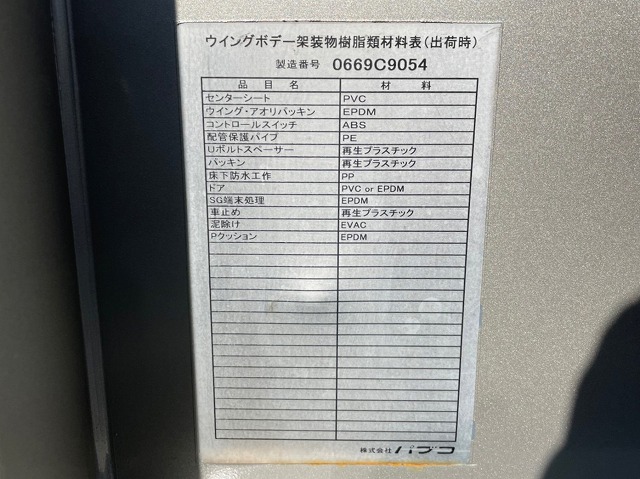 ウイングボデー架装物樹脂類材料表(出荷時)
製造番号 0669C9054
品目名 材料
センターシート PVC
ウイング・アオリパッキン EPDM
コントロールスイッチ ABS
配管保護パイプ PE
Uボルトスペーサー 再生プラスチック
パッキン 再生プラスチック
床下防水工作 PP
ドア PVC or EPDM
SG端末処理 EPDM
車止め 再生プラスチック
泥除け EVAC
Pクッション EPDM
株式会社パブコ